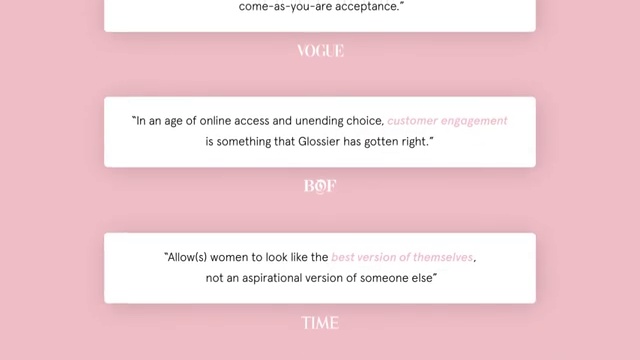 come-as-you-are acceptance.”
VOGUE
“In an age of online access and unending choice, customer engagement
is something that Glossier has gotten right.”
BOF
“Allow(s) women to look like the best version of themselves,
not an aspirational version of someone else”
TIME